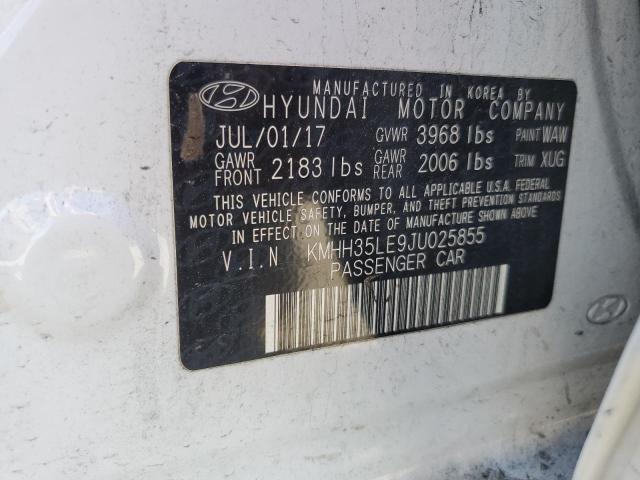 MANUFACTURED IN KOREA BY
HYUNDAI MOTOR COMPANY
JUL/01/17 GVWR 3968 lbs PAINT WAW
GAWR FRONT 2183 lbs GAWR REAR 2006 lbs TRIM XUG
THIS VEHICLE CONFORMS TO ALL APPLICABLE U.S.A. FEDERAL
MOTOR VEHICLE SAFETY, BUMPER, AND THEFT PREVENTION STANDARDS
IN EFFECT ON THE DATE OF MANUFACTURE SHOWN ABOVE
V.I.N KMHH35LE9JU025855
PASSENGER CAR